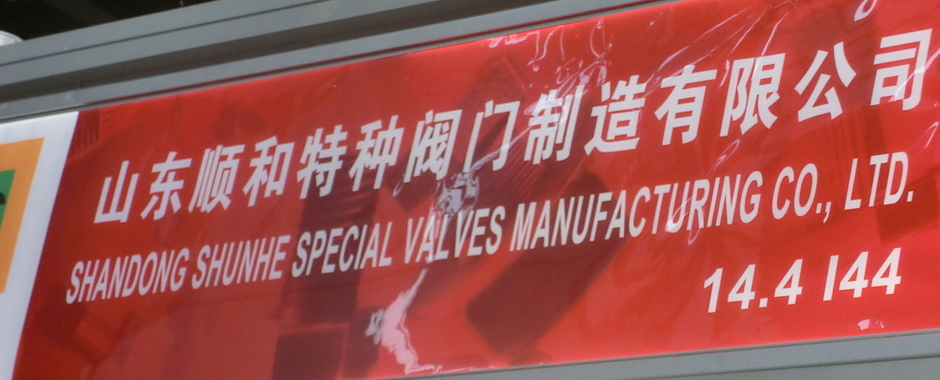 山东顺和特种阀门制造有限公司
SHANDONG SHUNHE SPECIAL VALVES MANUFACTURING CO., LTD.
14.4 I44